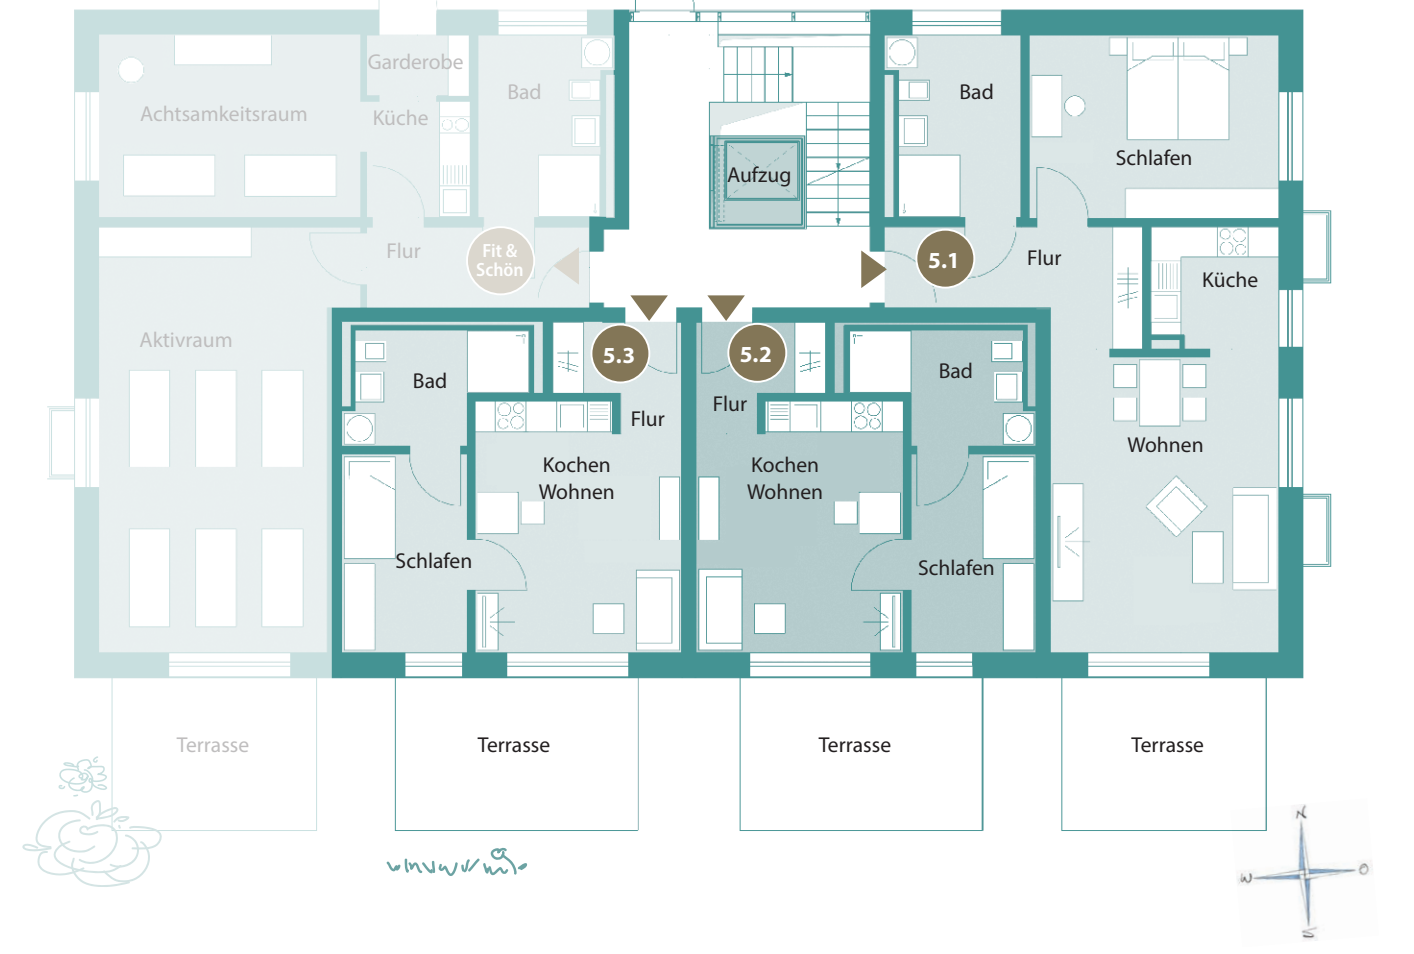 Garderobe
Bad
Achtsamkeitsraum
Küche
Flur
Fit &
Schön
Aktivraum
Aufzug
Bad
Schlafen
5.1
Flur
Küche
Wohnen
5.3
5.2
Bad
Flur
Flur
Bad
Kochen
Wohnen
Kochen
Wohnen
Schlafen
Schlafen
Terrasse
Terrasse
Terrasse
Terrasse
N
W
O
S